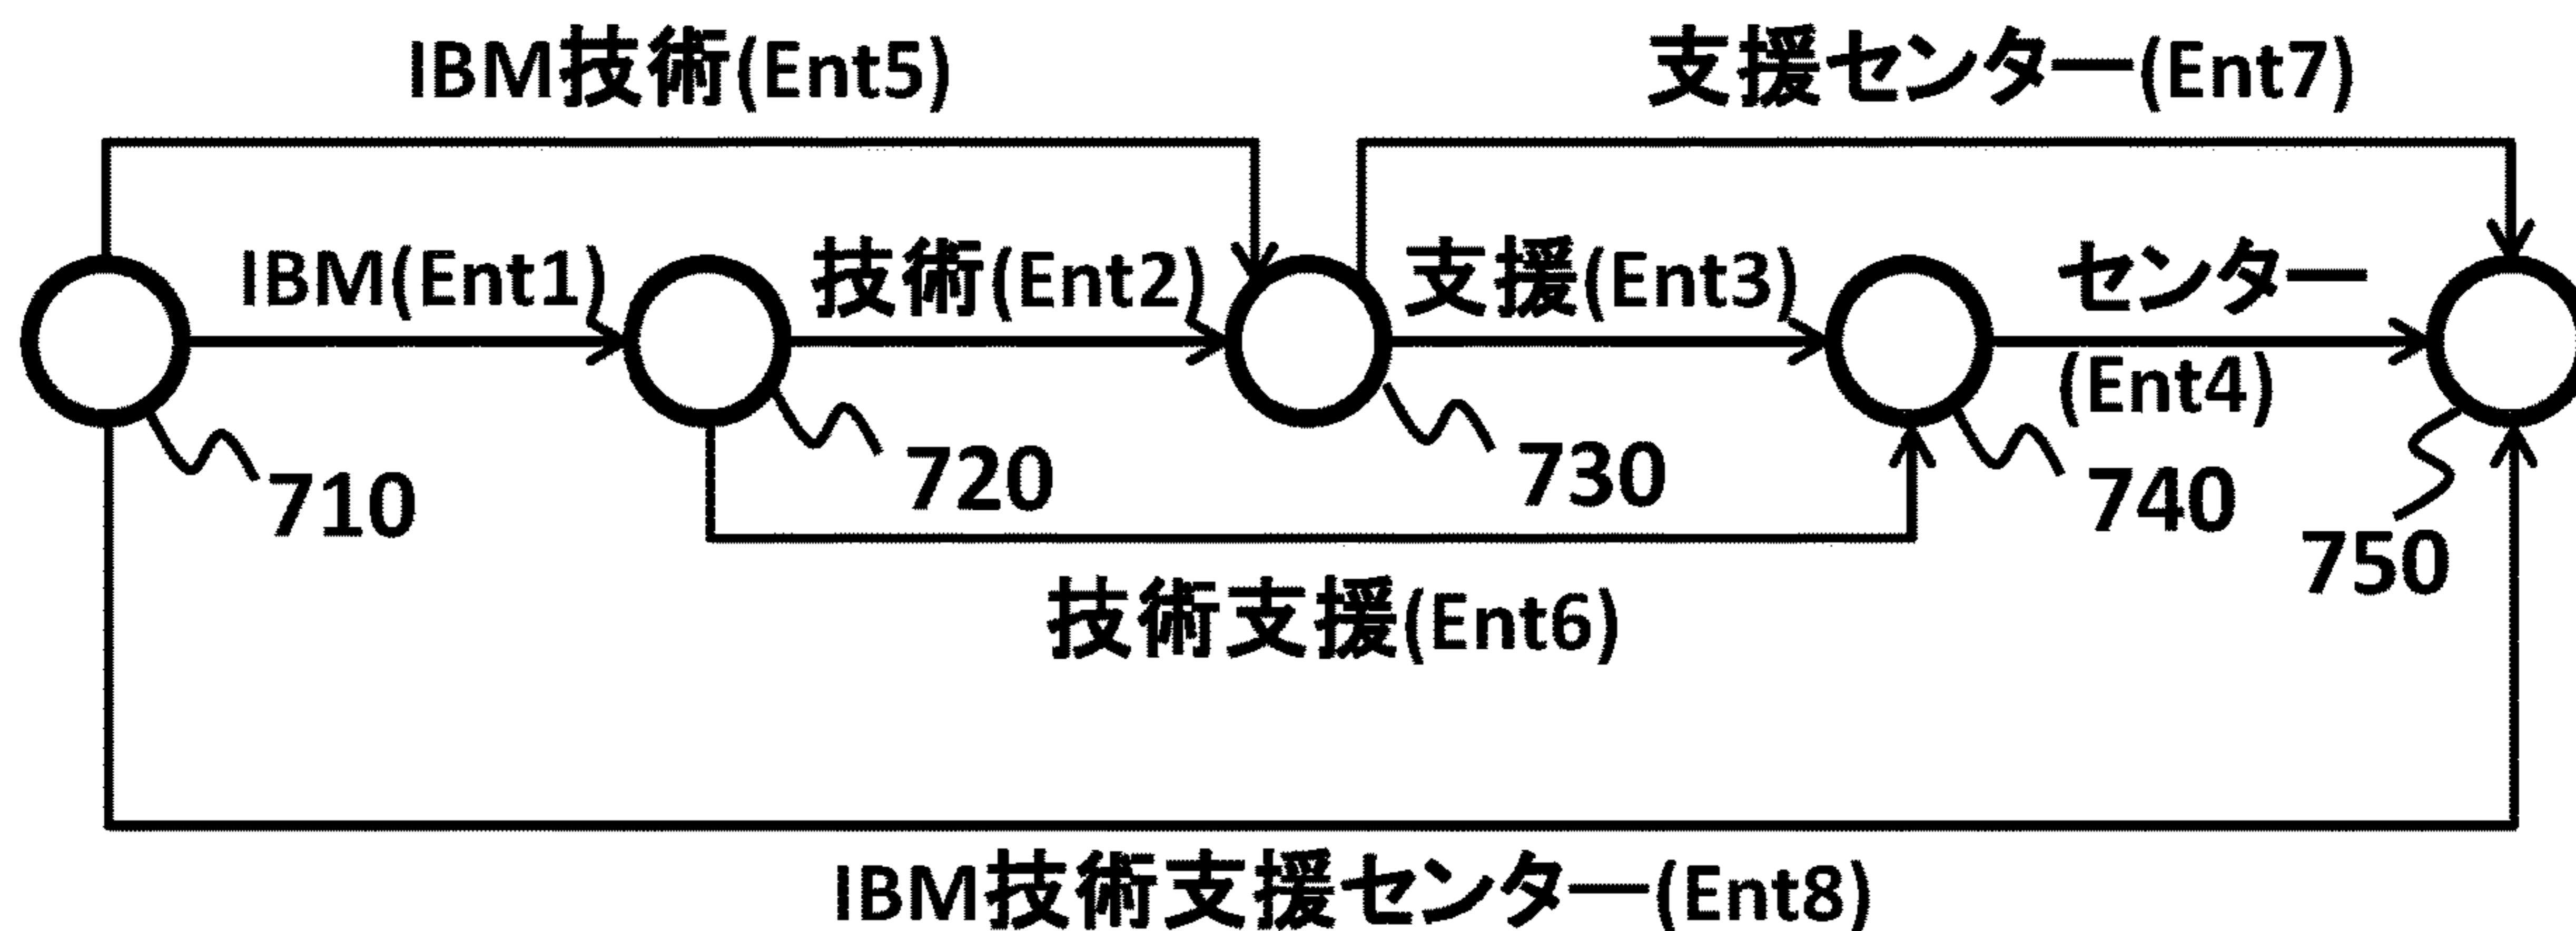 IBM技術(Ent5)
支援センター(Ent7)
IBM(Ent1)
技術(Ent2)
支援(Ent3)
センター
(Ent4)
710
720
730
740
750
技術支援(Ent6)
IBM技術支援センター(Ent8)